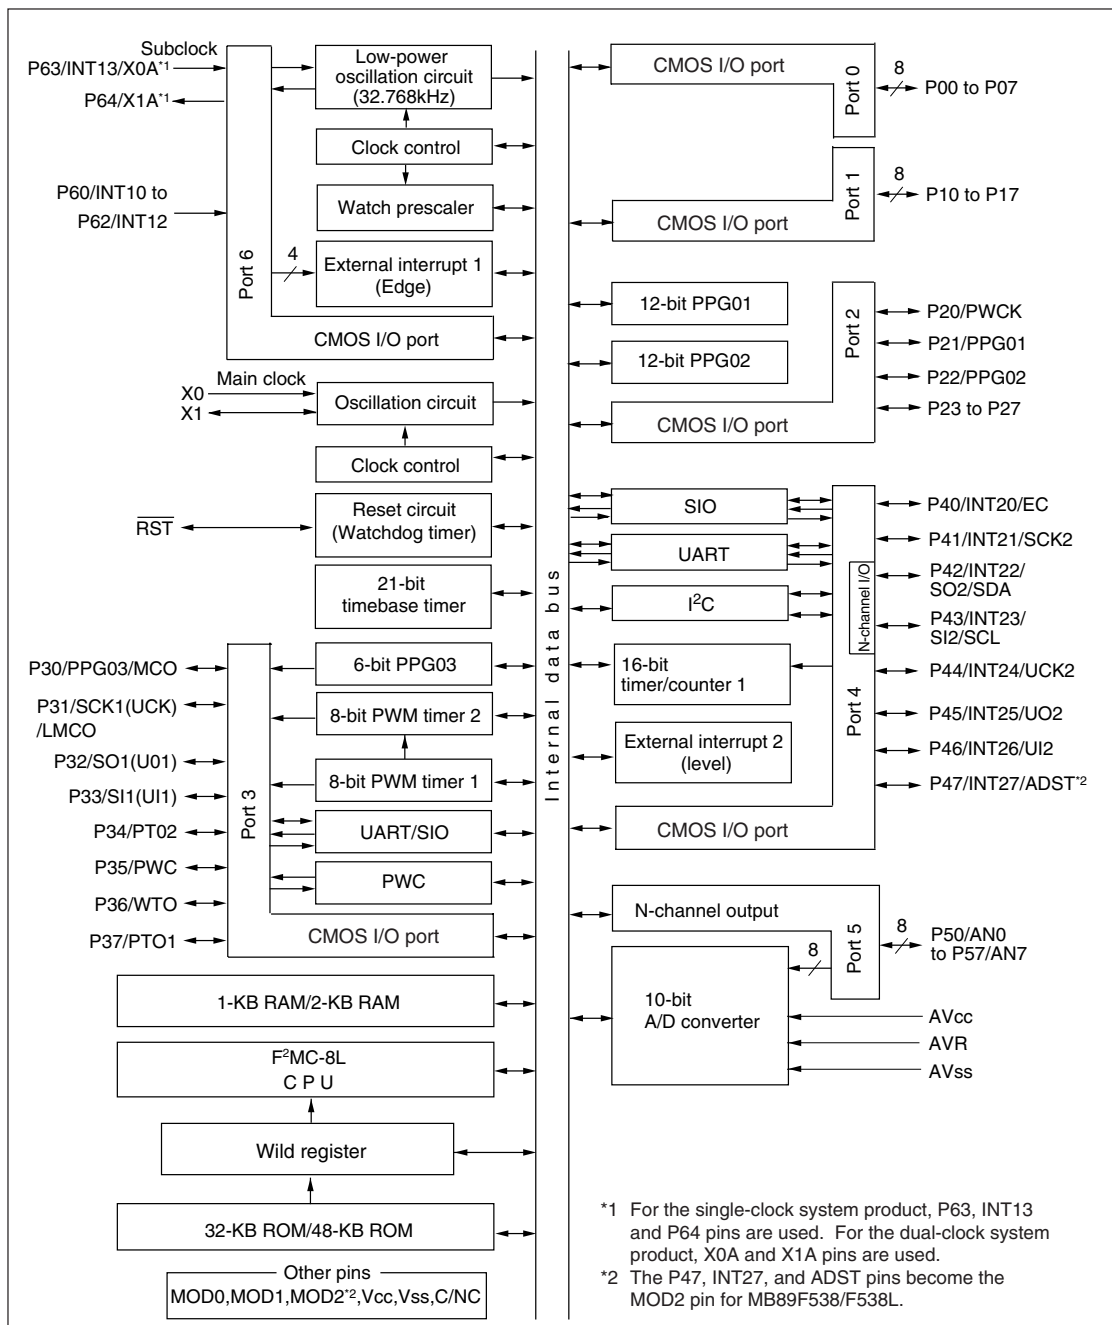 Subclock
P63/INT13/X0A*1
P64/X1A*1
P60/INT10 to
P62/INT12
Port 6
Low-power
oscillation circuit
(32.768kHz)
Clock control
Watch prescaler
4
External interrupt 1
(Edge)
CMOS I/O port
Main clock
X0
X1
Oscillation circuit
Clock control
RST
Reset circuit
(Watchdog timer)
21-bit
timebase timer
P30/PPG03/MCO
P31/SCK1(UCK)
/LMCO
P32/SO1(U01)
P33/SI1(UI1)
P34/PT02
P35/PWC
P36/WTO
P37/PTO1
Port 3
6-bit PPG03
8-bit PWM timer 2
8-bit PWM timer 1
UART/SIO
PWC
CMOS I/O port
1-KB RAM/2-KB RAM
F²MC-8L
C P U
Wild register
32-KB ROM/48-KB ROM
Other pins
MOD0,MOD1,MOD2*2,Vcc,Vss,C/NC
Internal data bus
CMOS I/O port
Port 0
8
P00 to P07
CMOS I/O port
Port 1
8
P10 to P17
12-bit PPG01
12-bit PPG02
CMOS I/O port
Port 2
P20/PWCK
P21/PPG01
P22/PPG02
P23 to P27
SIO
UART
I²C
16-bit
timer/counter 1
External interrupt 2
(level)
CMOS I/O port
N-channel I/O
Port 4
P40/INT20/EC
P41/INT21/SCK2
P42/INT22/
SO2/SDA
P43/INT23/
SI2/SCL
P44/INT24/UCK2
P45/INT25/UO2
P46/INT26/UI2
P47/INT27/ADST*2
N-channel output
Port 5
8
8
P50/AN0
to P57/AN7
10-bit
A/D converter
AVcc
AVR
AVss
*1 For the single-clock system product, P63, INT13
and P64 pins are used. For the dual-clock system
product, X0A and X1A pins are used.
*2 The P47, INT27, and ADST pins become the
MOD2 pin for MB89F538/F538L.